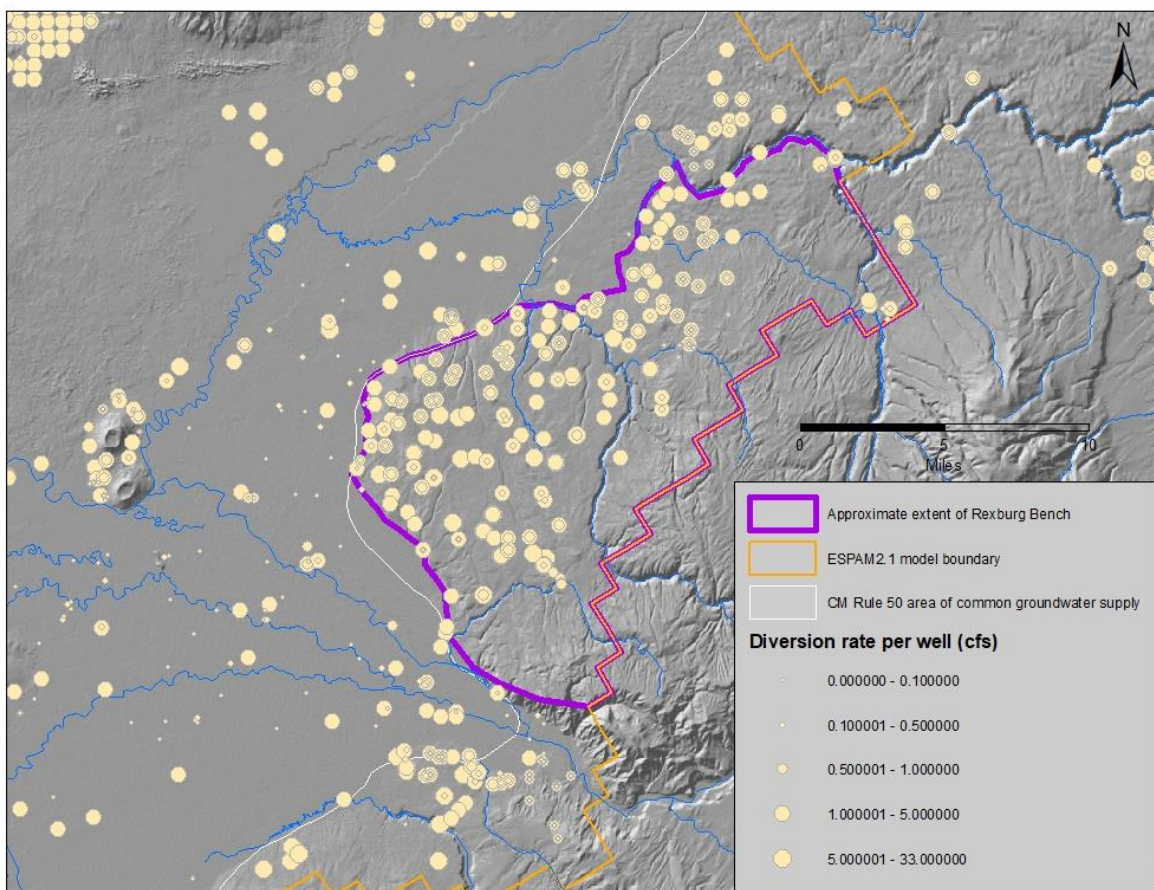 N
0
5
10
Miles
Approximate extent of Rexburg Bench
ESPAM2.1 model boundary
CM Rule 50 area of common groundwater supply
Diversion rate per well (cfs)
0.000000 - 0.100000
0.100001 - 0.500000
0.500001 - 1.000000
1.000001 - 5.000000
5.000001 - 33.000000